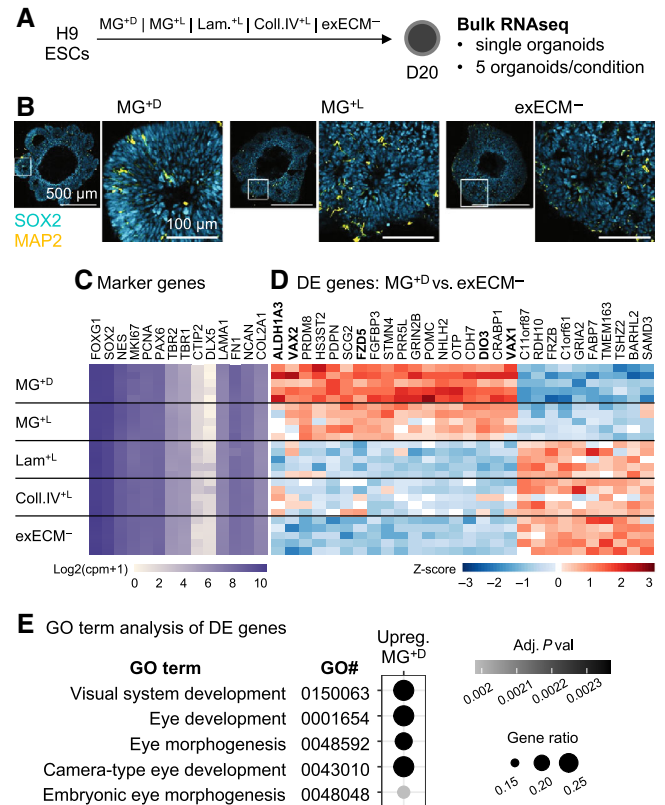 A
H9
ESCs
MG+D | MG+L | Lam.+L | Coll.IV+L | exECM–
D20
Bulk RNAseq
• single organoids
• 5 organoids/condition
B
MG+D
MG+L
exECM–
500 µm
100 µm
SOX2
MAP2
C Marker genes
D DE genes: MG+D vs. exECM–
FOXG1
SOX2
NES
MKI67
PCNA
PAX6
TBR2
TBR1
CTIP2
DLX5
LAMA1
FN1
NCAN
COL2A1
ALDH1A3
VAX2
PRDM8
HS3ST2
PDPN
SCG2
FZD5
FGFBP3
STMN4
PRR5L
GRIN2B
POMC
NHLH2
OTP
CDH7
DIO3
CRABP1
VAX1
C11orf87
RDH10
FRZB
C1orf61
GRIA2
FABP7
TMEM163
TSHZ2
BARHL2
SAMD3
MG+D
MG+L
Lam+L
Coll.IV+L
exECM–
Log2(cpm+1)
0 2 4 6 8 10
Z-score
–3 –2 –1 0 1 2 3
E GO term analysis of DE genes
Upreg.
MG+D
GO term GO#
Visual system development 0150063
Eye development 0001654
Eye morphogenesis 0048592
Camera-type eye development 0043010
Embryonic eye morphogenesis 0048048
Adj. P val
0.002 0.0021 0.0022 0.0023
Gene ratio
0.15 0.20 0.25